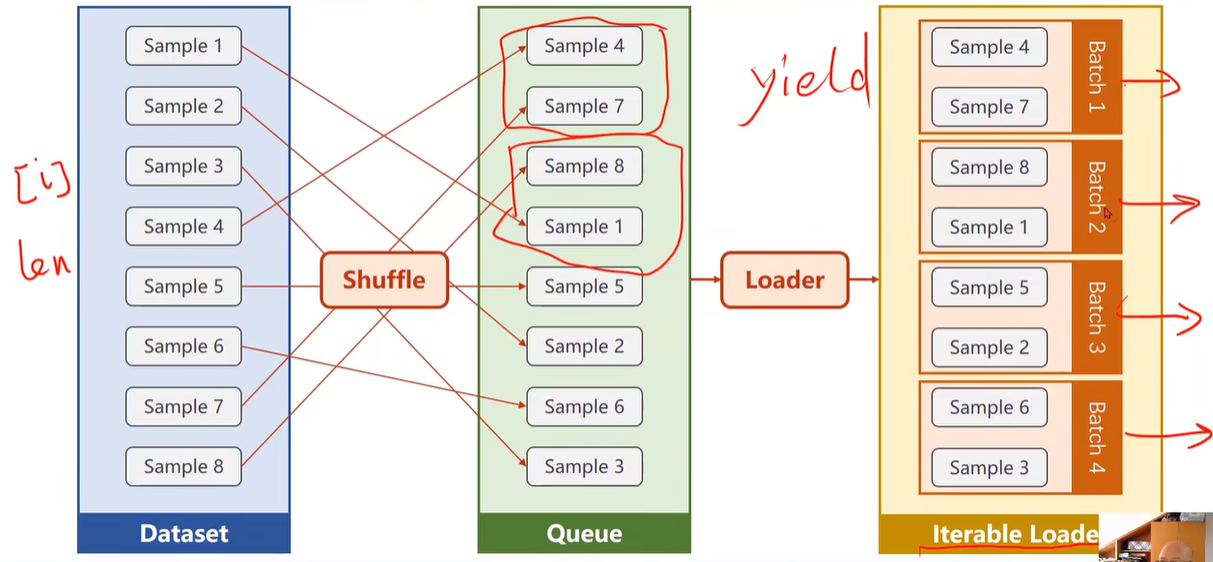 [i]
len
Sample 1
Sample 2
Sample 3
Sample 4
Sample 5
Sample 6
Sample 7
Sample 8
Dataset
Shuffle
Sample 4
Sample 7
Sample 8
Sample 1
Sample 5
Sample 2
Sample 6
Sample 3
Queue
yield
Loader
Sample 4
Sample 7
Batch 1
Sample 8
Sample 1
Batch 2
Sample 5
Sample 2
Batch 3
Sample 6
Sample 3
Batch 4
Iterable Loade